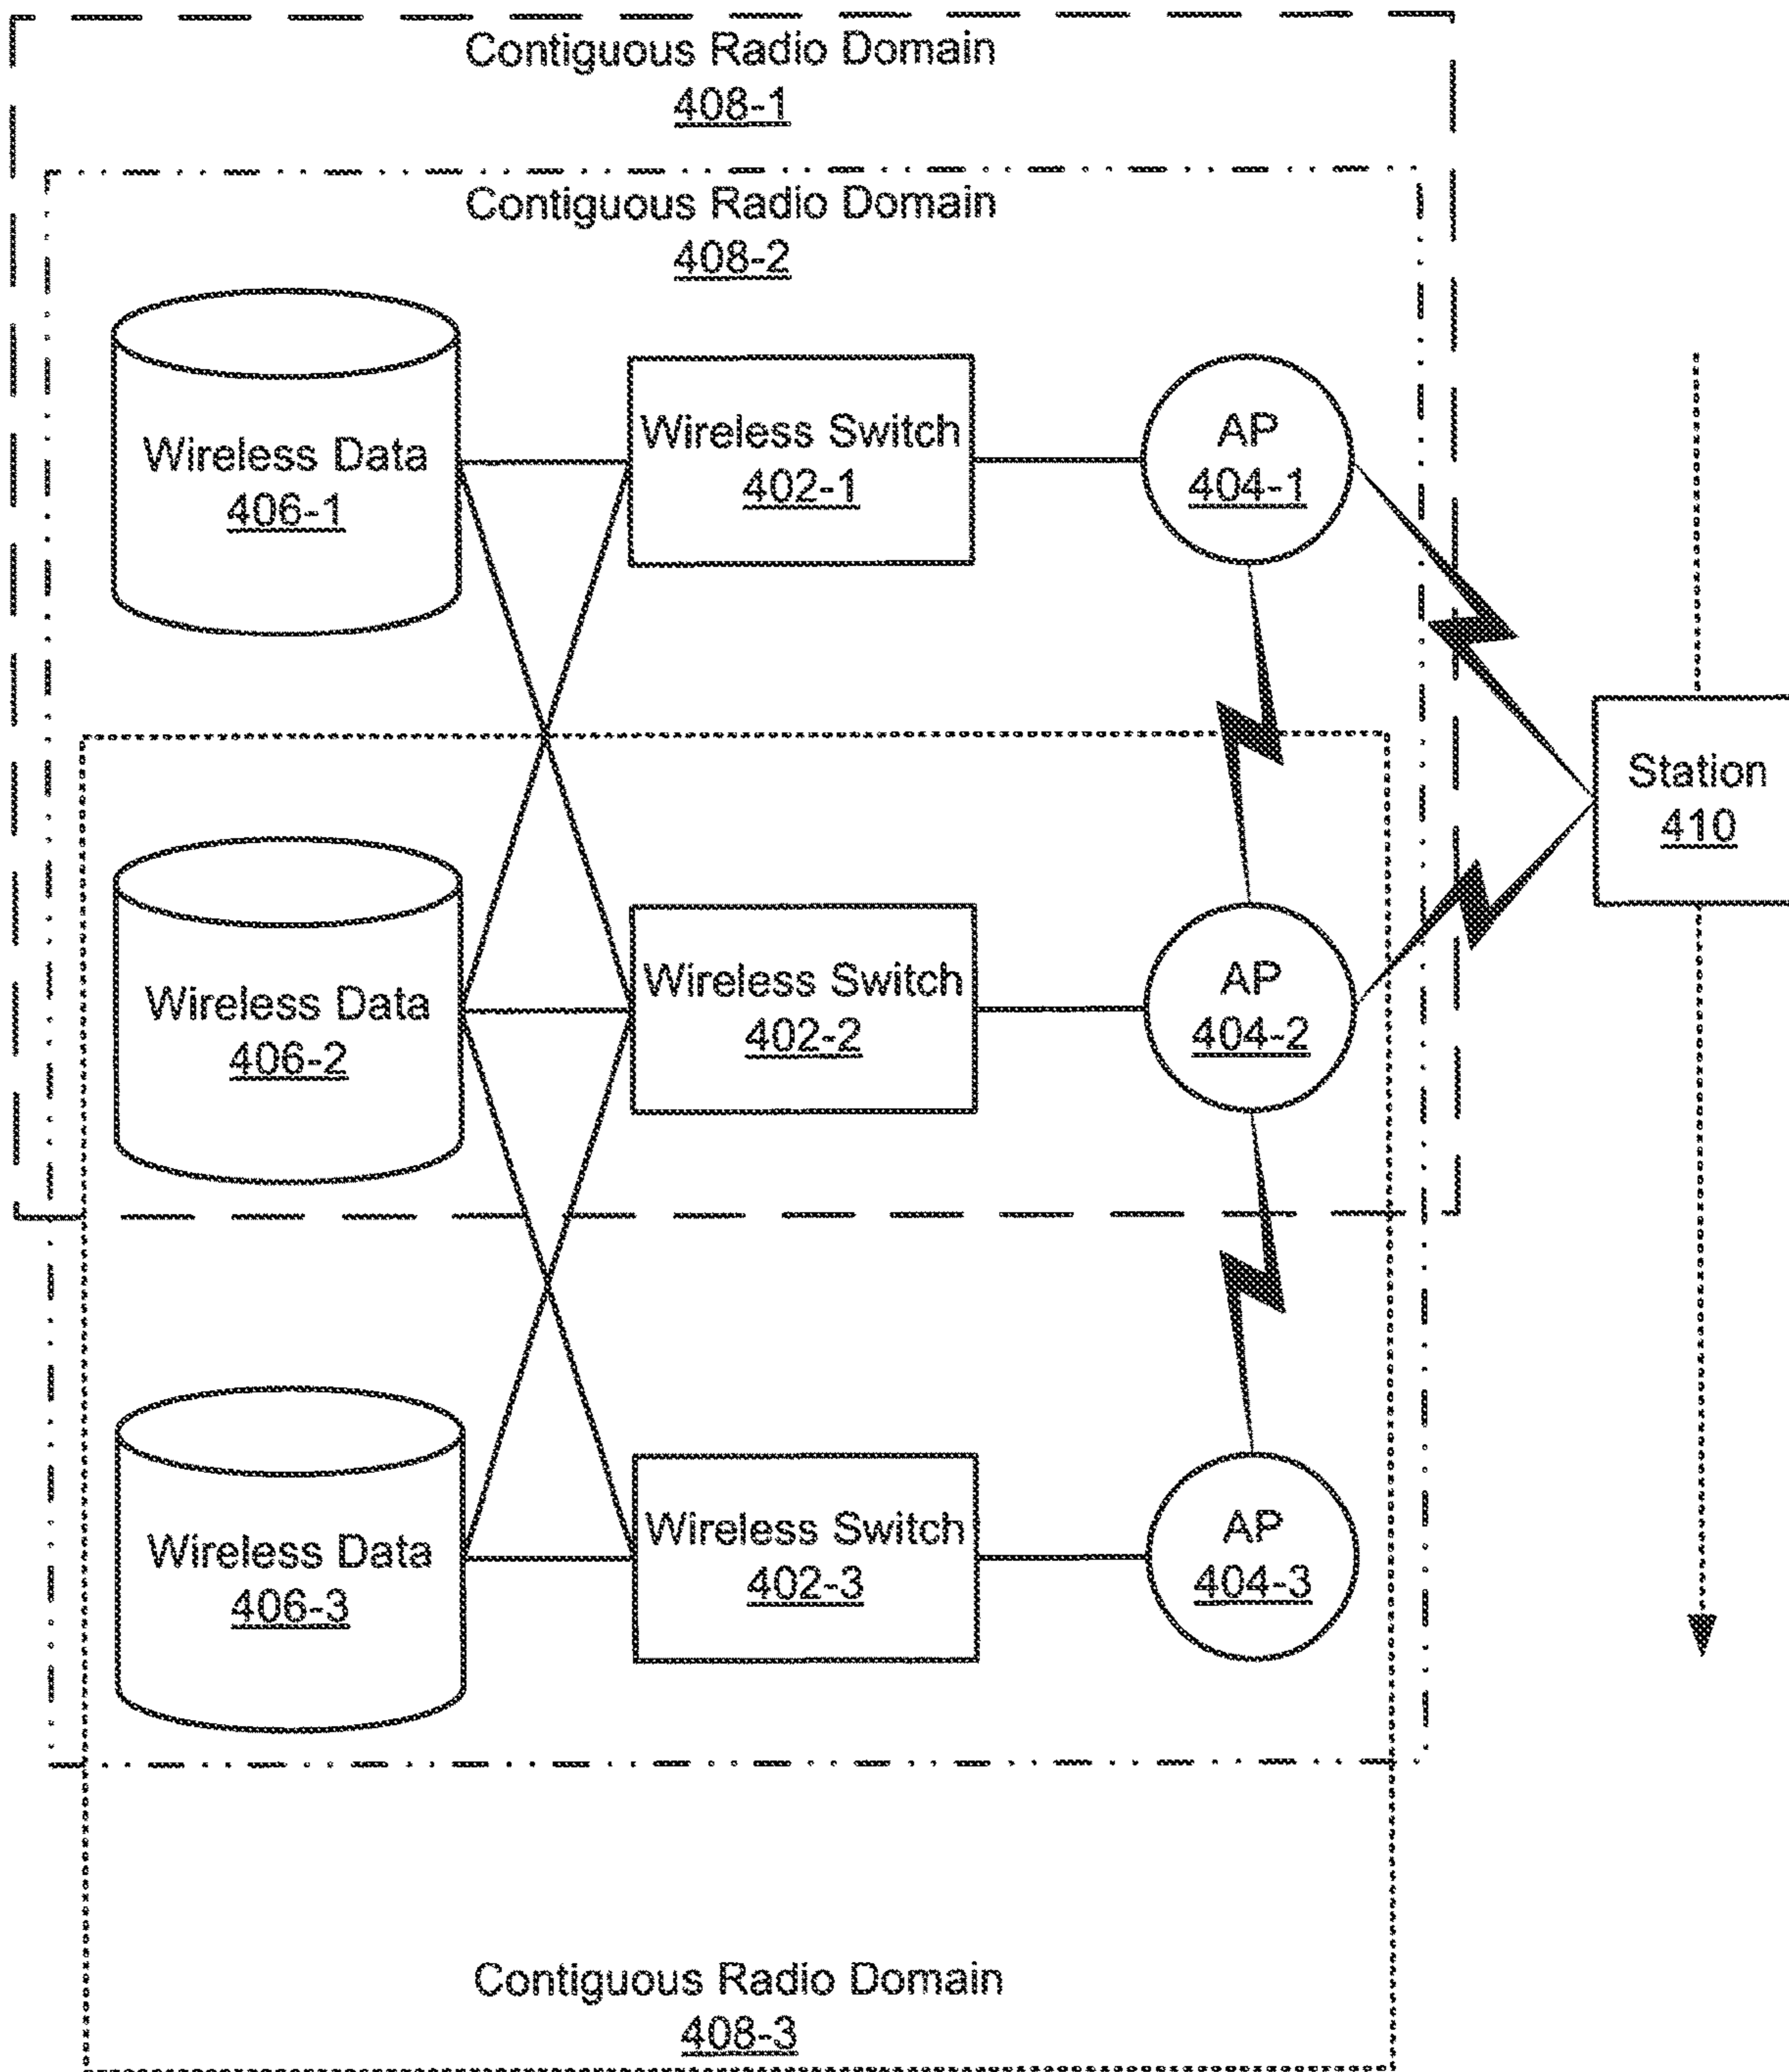 Contiguous Radio Domain
408-1
Contiguous Radio Domain
408-2
Wireless Data
406-1
Wireless Switch
402-1
AP
404-1
Station
410
Wireless Data
406-2
Wireless Switch
402-2
AP
404-2
Wireless Data
406-3
Wireless Switch
402-3
AP
404-3
Contiguous Radio Domain
408-3